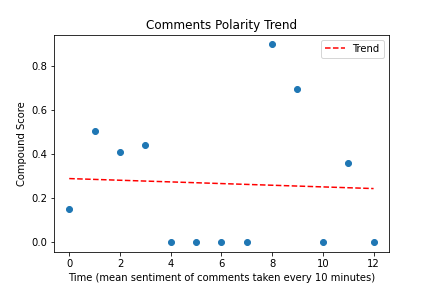 Comments Polarity Trend
Trend
Compound Score
0.8
0.6
0.4
0.2
0.0
0 2 4 6 8 10 12
Time (mean sentiment of comments taken every 10 minutes)